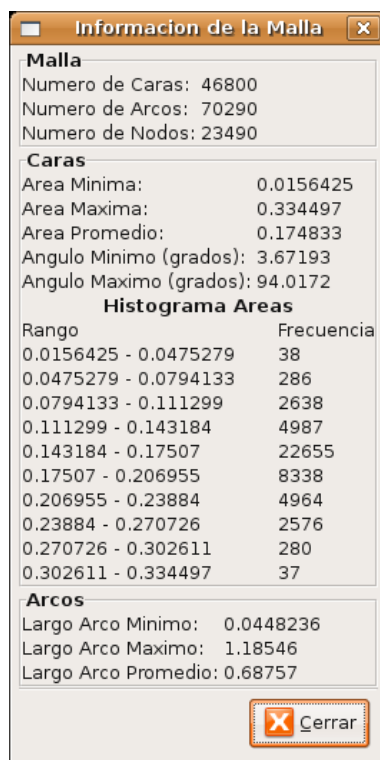 Informacion de la Malla
Malla
Numero de Caras: 46800
Numero de Arcos: 70290
Numero de Nodos: 23490
Caras
Area Minima: 0.0156425
Area Maxima: 0.334497
Area Promedio: 0.174833
Angulo Minimo (grados): 3.67193
Angulo Maximo (grados): 94.0172
Histograma Areas
Rango Frecuencia
0.0156425 - 0.0475279 38
0.0475279 - 0.0794133 286
0.0794133 - 0.111299 2638
0.111299 - 0.143184 4987
0.143184 - 0.17507 22655
0.17507 - 0.206955 8338
0.206955 - 0.23884 4964
0.23884 - 0.270726 2576
0.270726 - 0.302611 280
0.302611 - 0.334497 37
Arcos
Largo Arco Minimo: 0.0448236
Largo Arco Maximo: 1.18546
Largo Arco Promedio: 0.68757
Cerrar